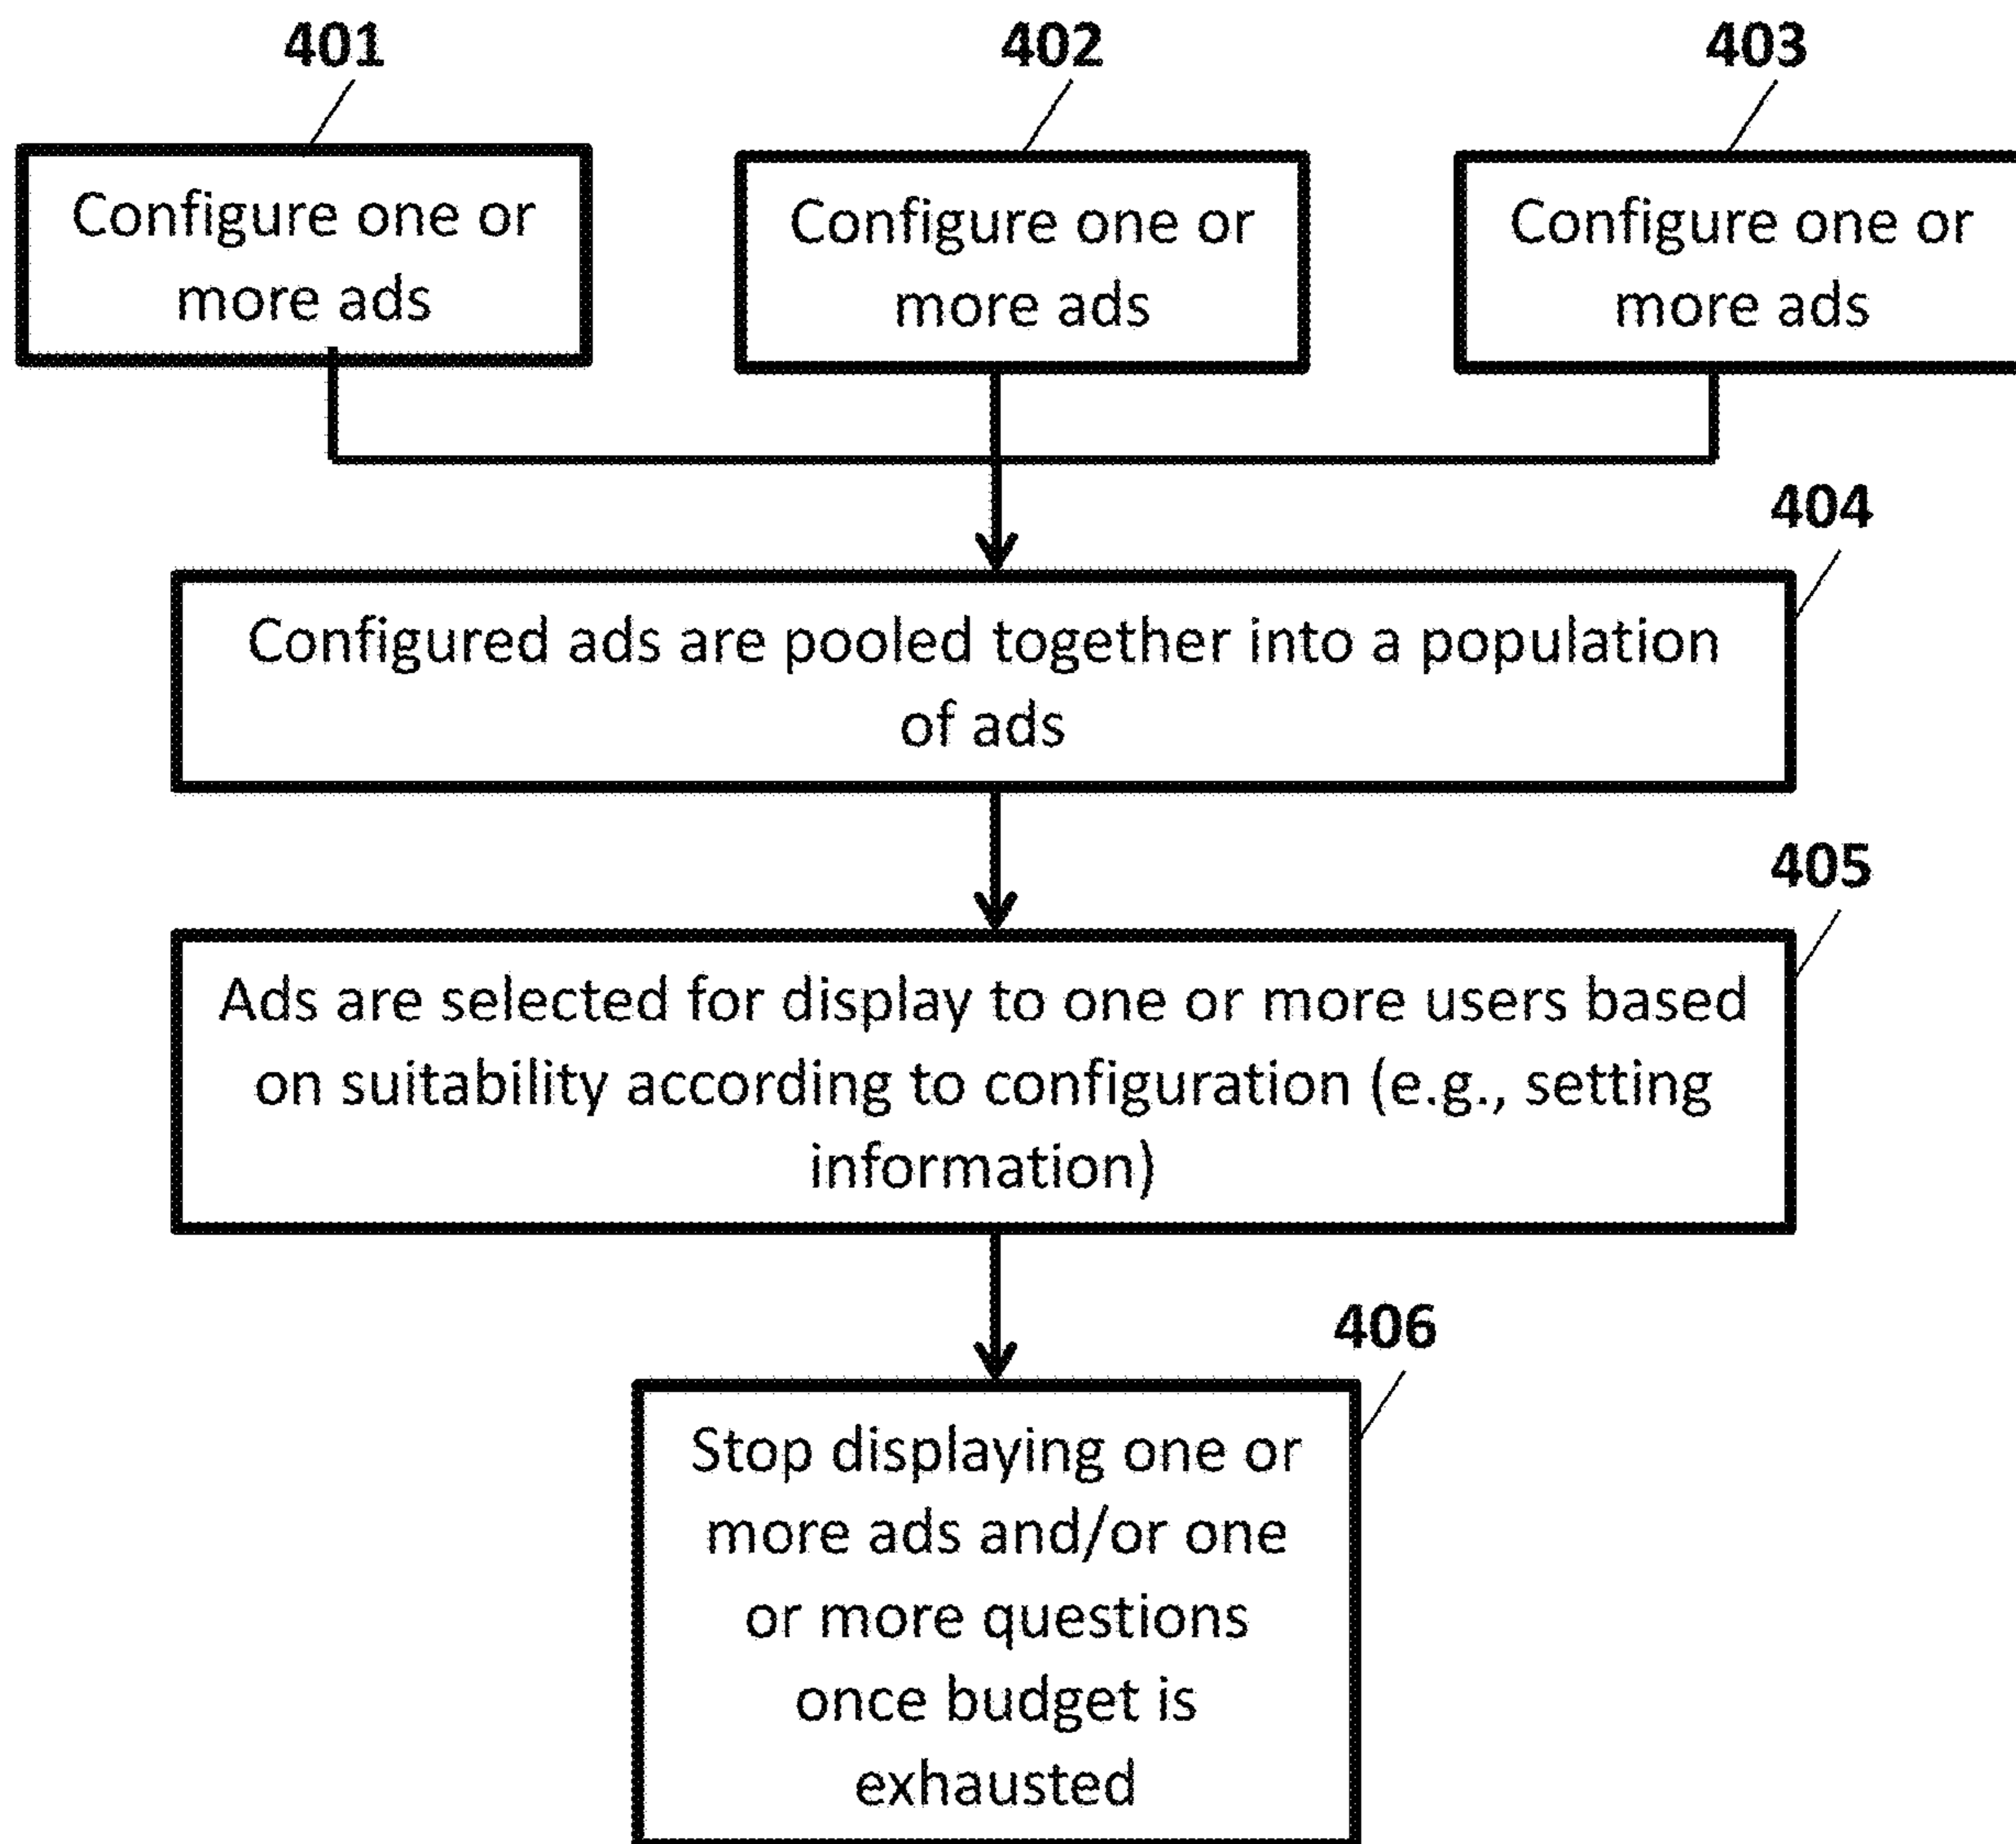 401
402
403
Configure one or
more ads
Configure one or
more ads
Configure one or
more ads
404
Configured ads are pooled together into a population
of ads
405
Ads are selected for display to one or more users based
on suitability according to configuration (e.g., setting
information)
406
Stop displaying one or
more ads and/or one
or more questions
once budget is
exhausted